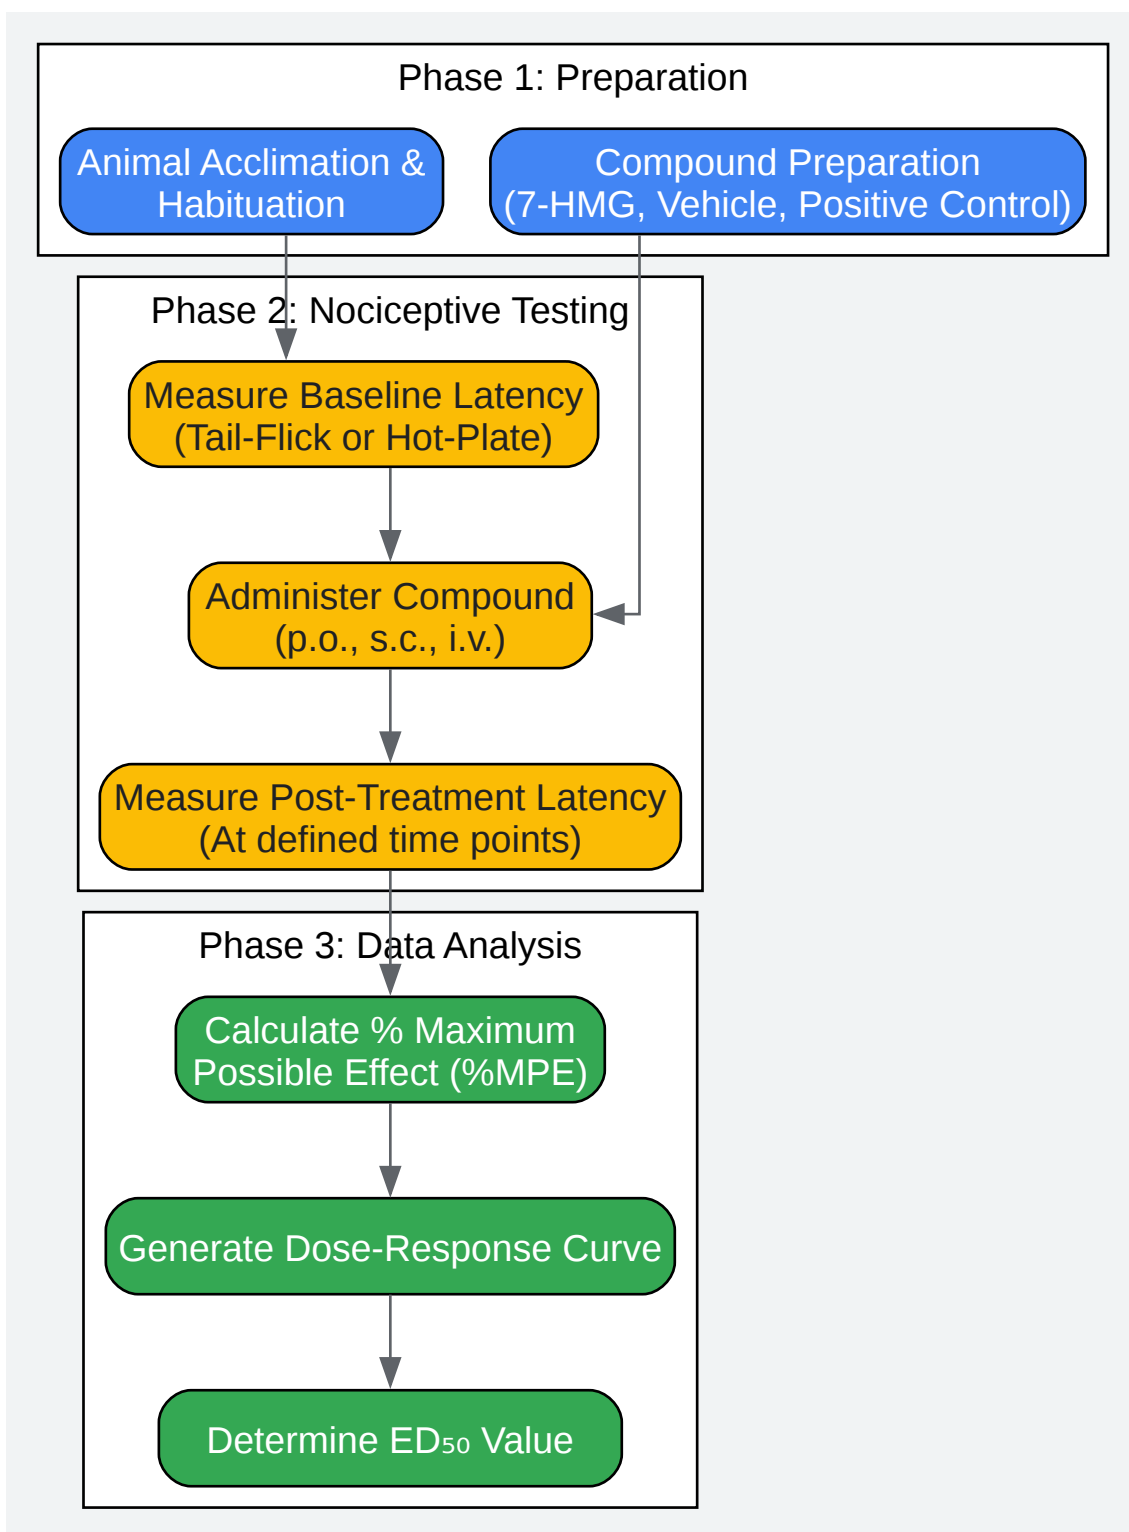 Phase 1: Preparation
Animal Acclimation &
Habituation
Compound Preparation
(7-HMG, Vehicle, Positive Control)
Phase 2: Nociceptive Testing
Measure Baseline Latency
(Tail-Flick or Hot-Plate)
Administer Compound
(p.o., s.c., i.v.)
Measure Post-Treatment Latency
(At defined time points)
Phase 3: Data Analysis
Calculate % Maximum
Possible Effect (%MPE)
Generate Dose-Response Curve
Determine ED₅₀ Value